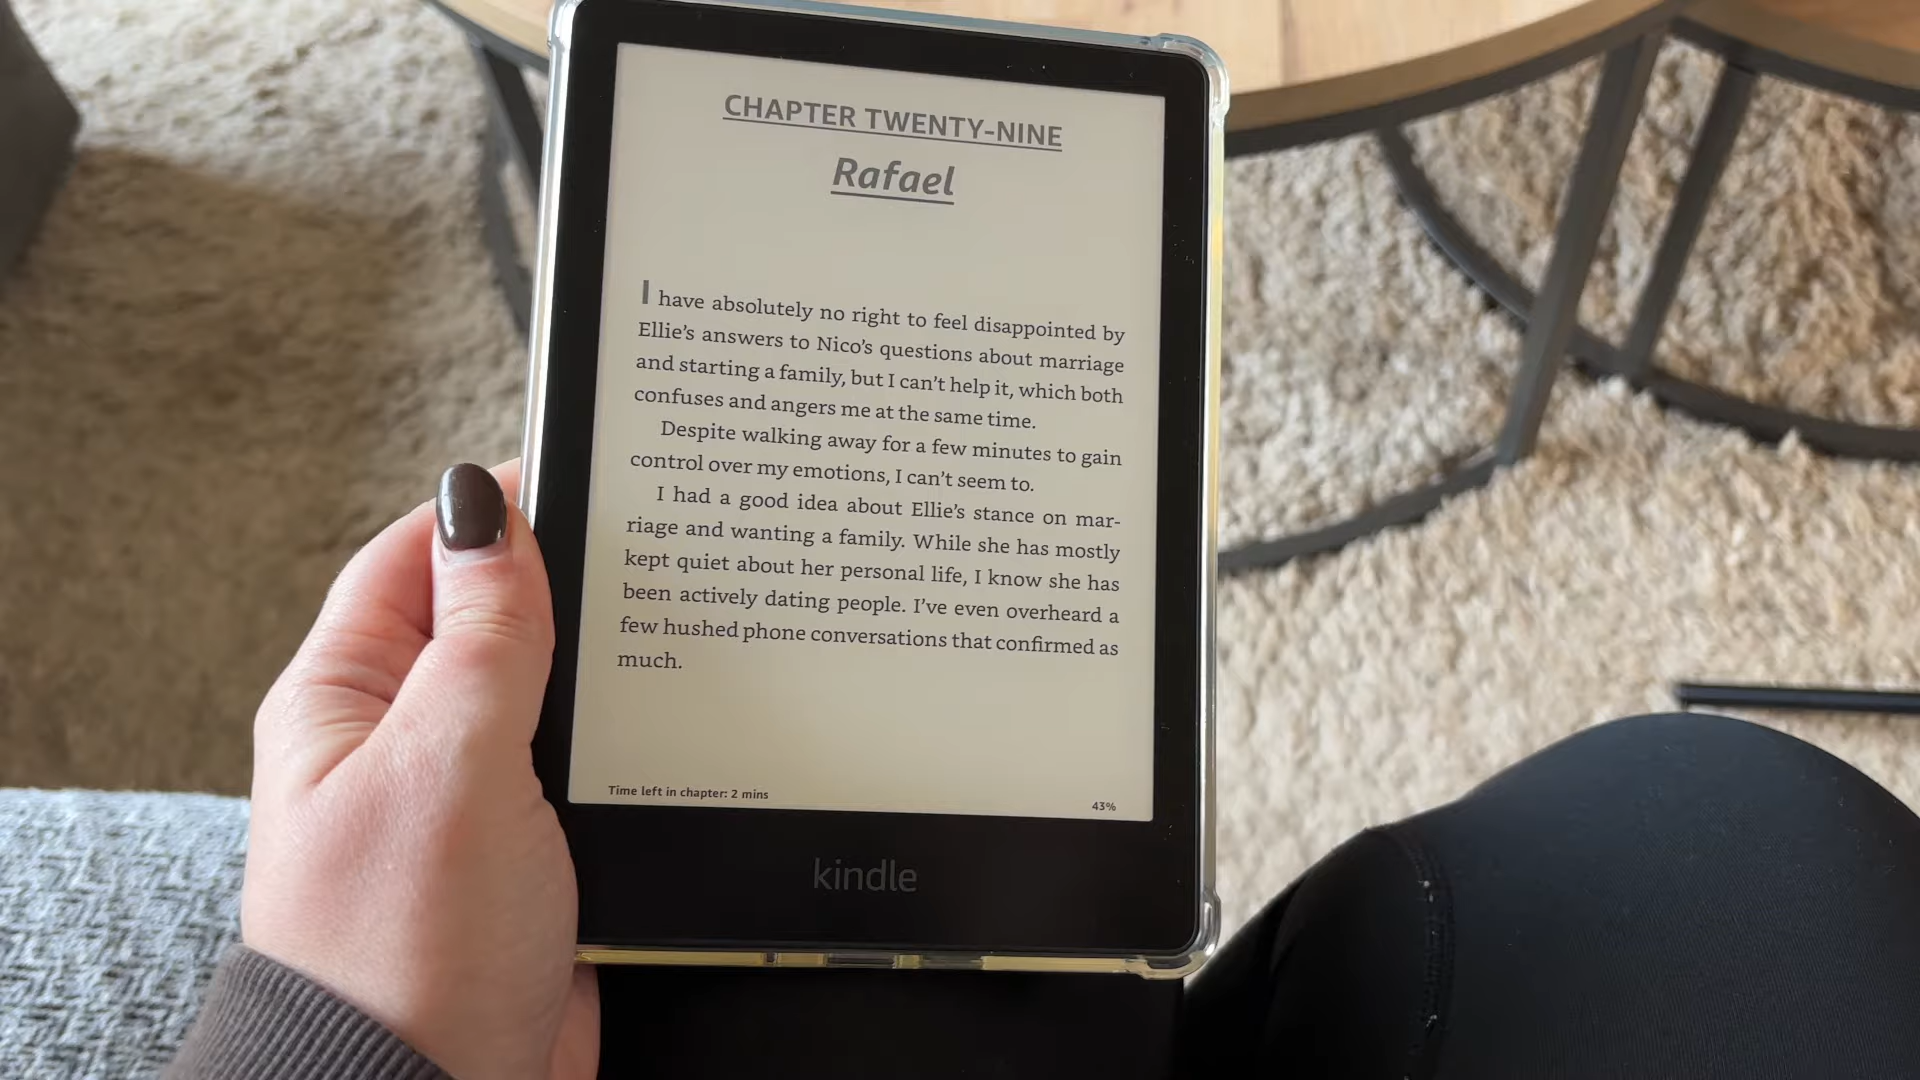 CHAPTER TWENTY-NINE
Rafael
I have absolutely no right to feel disappointed by
Ellie’s answers to Nico’s questions about marriage
and starting a family, but I can’t help it, which both
confuses and angers me at the same time.
Despite walking away for a few minutes to gain
control over my emotions, I can’t seem to.
I had a good idea about Ellie’s stance on mar-
riage and wanting a family. While she has mostly
kept quiet about her personal life, I know she has
been actively dating people. I’ve even overheard a
few hushed phone conversations that confirmed as
much.
Time left in chapter: 2 mins
43%
kindle